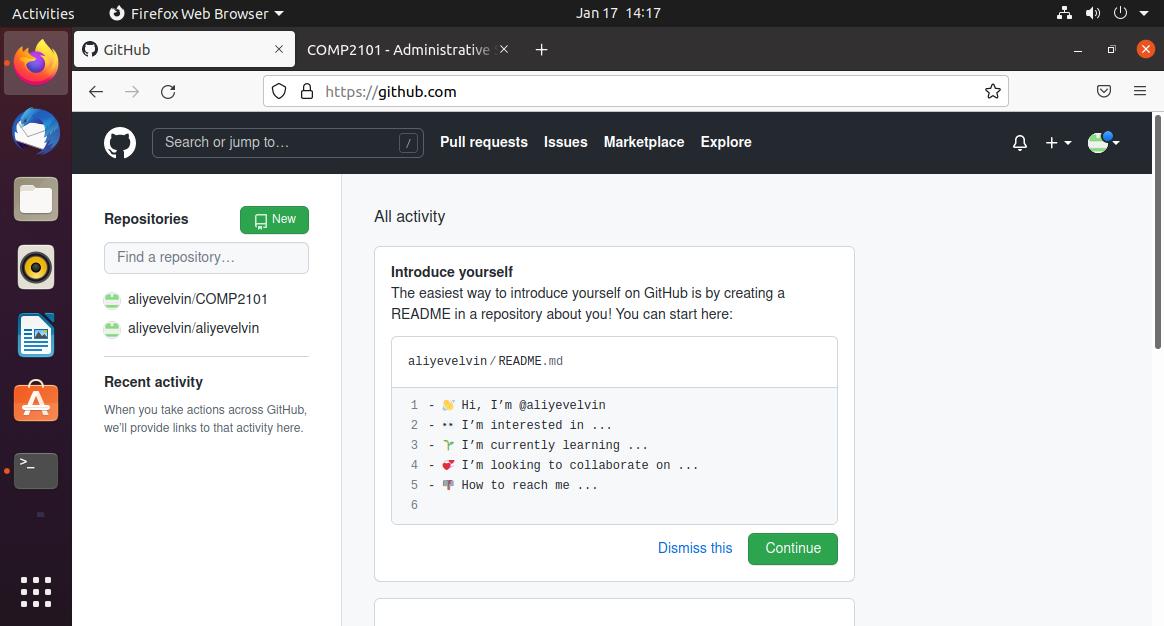 Activities
Firefox Web Browser
Jan 17 14:17
GitHub
COMP2101 - Administrative
https://github.com
Search or jump to…
/
Pull requests
Issues
Marketplace
Explore
Repositories
New
Find a repository…
aliyevelvin/COMP2101
aliyevelvin/aliyevelvin
Recent activity
When you take actions across GitHub,
we'll provide links to that activity here.
All activity
Introduce yourself
The easiest way to introduce yourself on GitHub is by creating a
README in a repository about you! You can start here:
aliyevelvin/README.md
1 - 👋 Hi, I’m @aliyevelvin
2 - 👀 I’m interested in ...
3 - 🌱 I’m currently learning ...
4 - 💞️ I’m looking to collaborate on ...
5 - 📫 How to reach me ...
6
Dismiss this
Continue